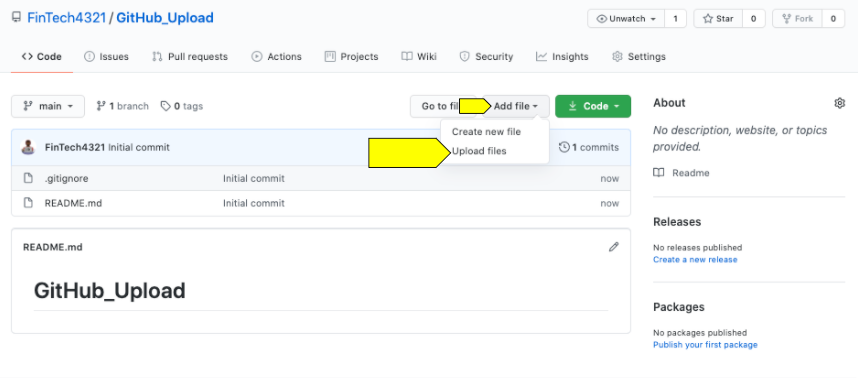 FinTech4321 / GitHub_Upload
Unwatch 1 Star 0 Fork 0
Code Issues Pull requests Actions Projects Wiki Security Insights Settings
main 1 branch 0 tags Go to fil Add file Code
Create new file
Upload files
FinTech4321 Initial commit 1 commits
.gitignore Initial commit now
README.md Initial commit now
README.md
GitHub_Upload
About
No description, website, or topics
provided.
Readme
Releases
No releases published
Create a new release
Packages
No packages published
Publish your first package